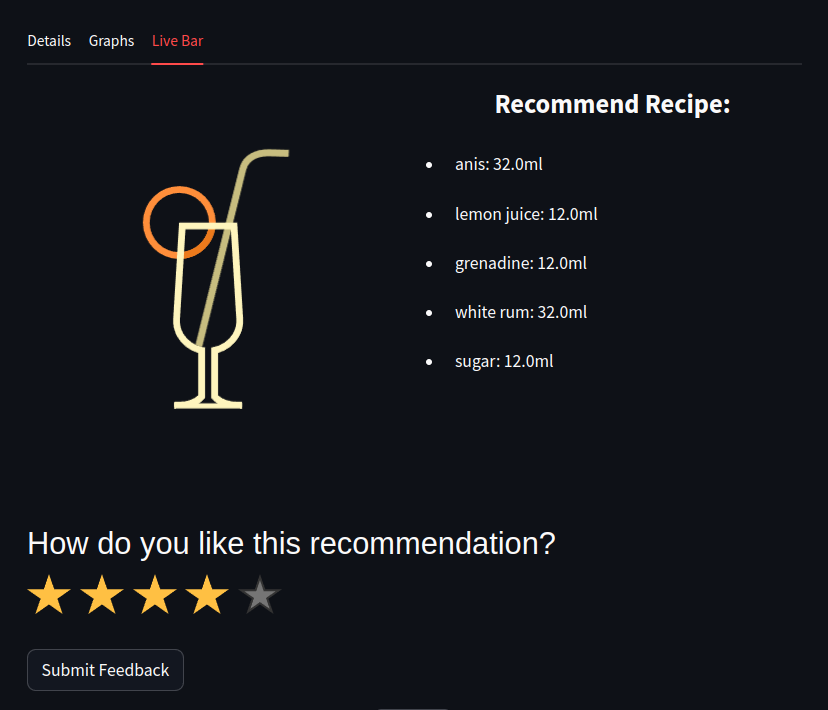 Details Graphs Live Bar
Recommend Recipe:
anis: 32.0ml
lemon juice: 12.0ml
grenadine: 12.0ml
white rum: 32.0ml
sugar: 12.0ml
How do you like this recommendation?
Submit Feedback